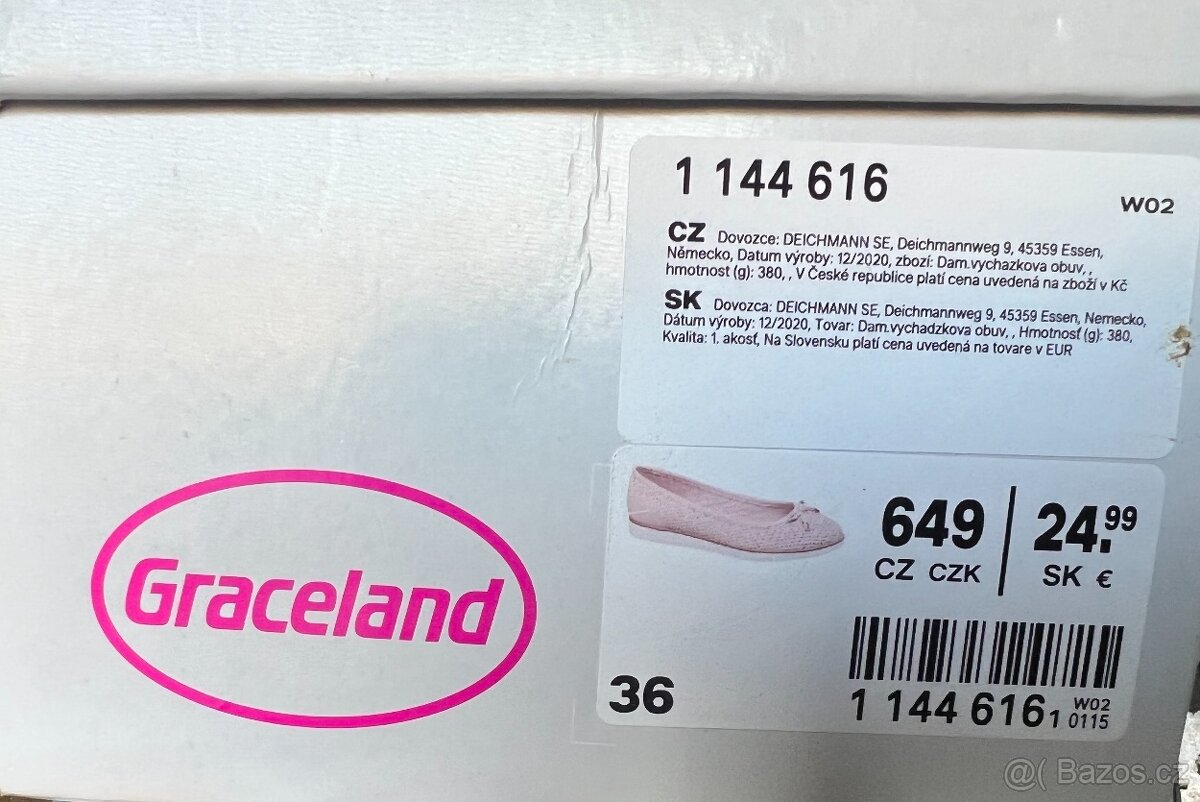 1 144 616
W02
CZ Dovozce: DEICHMANN SE, Deichmannweg 9, 45359 Essen,
Německo, Datum výroby: 12/2020, zboží: Dam.vychazkova obuv, ,
hmotnost (g): 380, , V České republice platí cena uvedená na zboží v Kč
SK Dovozca: DEICHMANN SE, Deichmannweg 9, 45359 Essen, Nemecko,
Dátum výroby: 12/2020, Tovar: Dam.vychadzkova obuv, , Hmotnosť (g): 380,
Kvalita: 1. akosť, Na Slovensku platí cena uvedená na tovare v EUR
Graceland
649 24.99
CZ CZK SK €
36
1 144 616 1 W02
0115
@( Bazos.cz